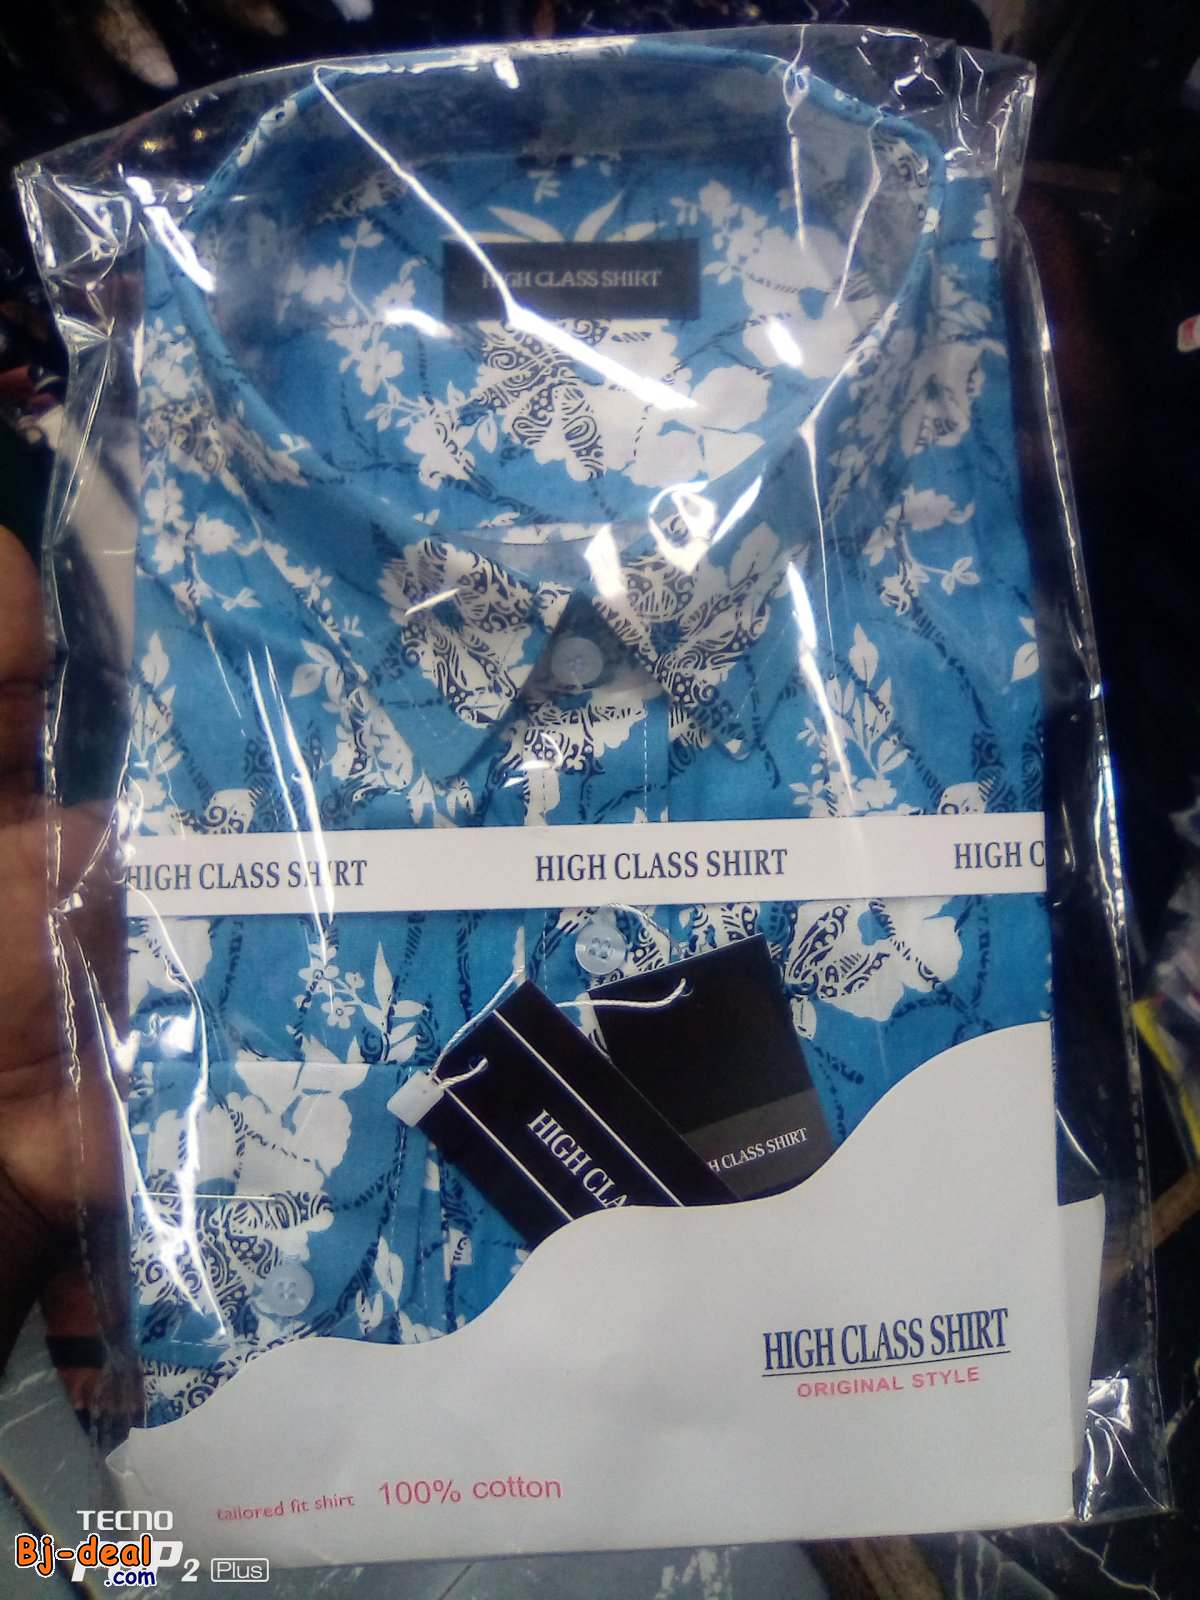 HIGH CLASS SHIRT
HIGH CLASS SHIRT
HIGH CLASS SHIRT
HIGH C
HIGH CLA
H CLASS SHIRT
HIGH CLASS SHIRT
ORIGINAL STYLE
tailored fit shirt 100% cotton
TECNO
Bj-deal
.com
P 2 Plus